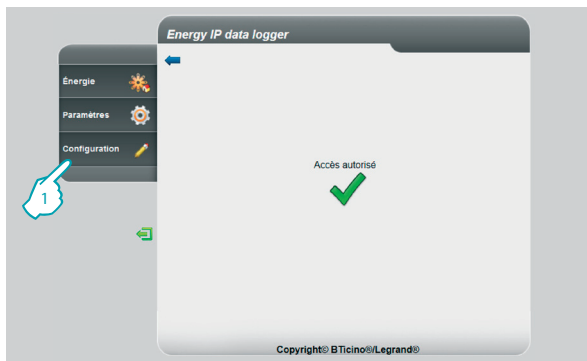 Energy IP data logger
Énergie
Paramètres
Configuration
1
Accès autorisé
Copyright© BTicino®/Legrand®